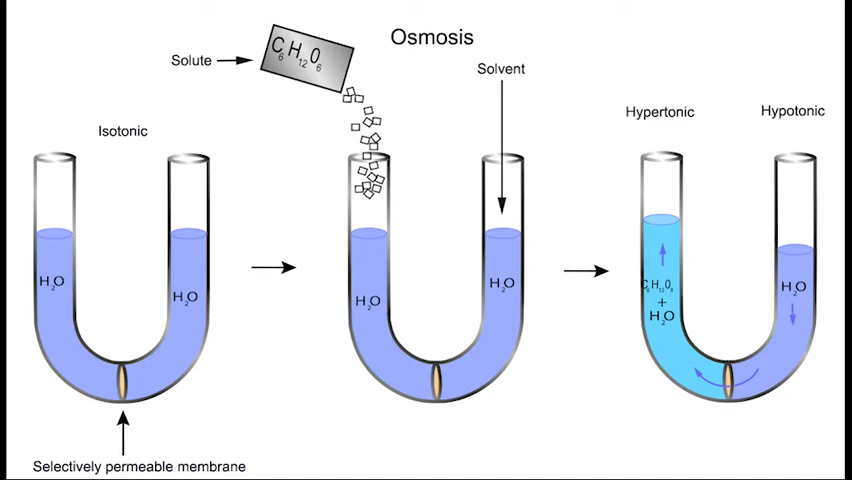 Osmosis
Solute
C6H12O6
Solvent
Isotonic
Hypertonic
Hypotonic
H2O
H2O
H2O
H2O
C6H12O6
+
H2O
H2O
Selectively permeable membrane